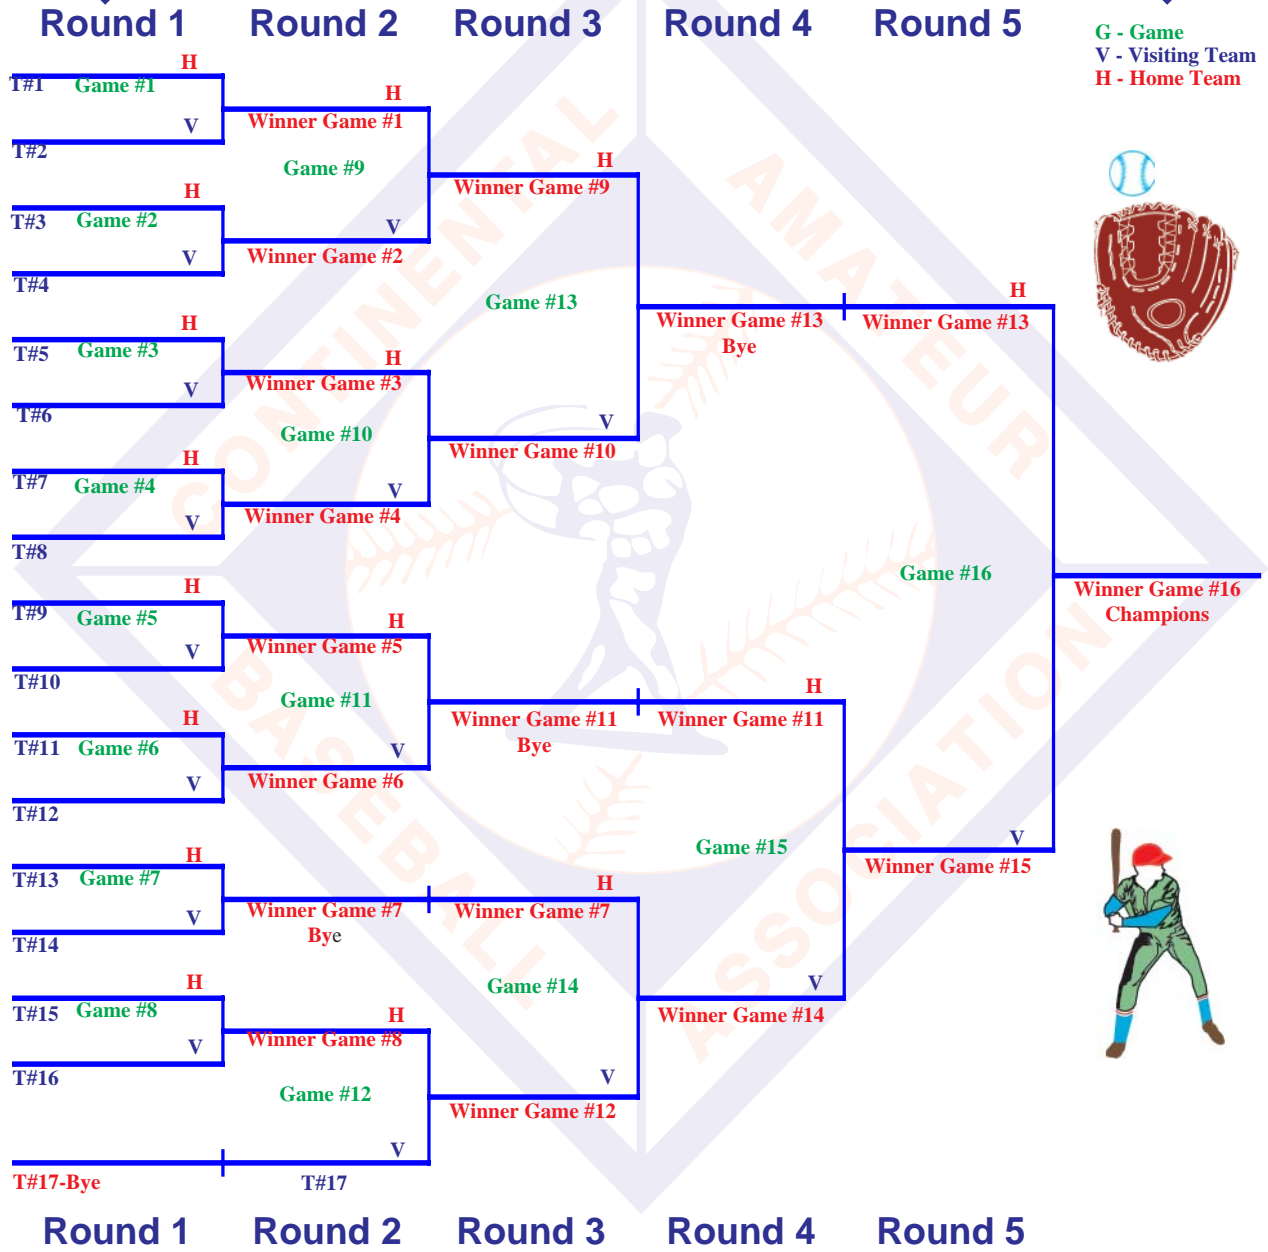 Round 1 Round 2 Round 3 Round 4 Round 5
G - Game
V - Visiting Team
H - Home Team
H
T#1 Game #1
V
T#2
H
T#3 Game #2
V
T#4
H
T#5 Game #3
V
T#6
H
T#7 Game #4
V
T#8
H
T#9 Game #5
V
T#10
H
T#11 Game #6
V
T#12
H
T#13 Game #7
V
T#14
H
T#15 Game #8
V
T#16
T#17-Bye
H
Winner Game #1
Game #9
V
Winner Game #2
H
Winner Game #3
Game #10
V
Winner Game #4
H
Winner Game #5
Game #11
V
Winner Game #6
Winner Game #7
Bye
H
Winner Game #8
Game #12
V
T#17
H
Winner Game #9
Game #13
V
Winner Game #10
Winner Game #11
Bye
H
Winner Game #7
Game #14
V
Winner Game #12
Winner Game #13
Bye
H
Winner Game #11
Game #15
V
Winner Game #14
H
Winner Game #13
Game #16
V
Winner Game #15
Winner Game #16
Champions
CONTINENTAL
AMATEUR
BASEBALL
ASSOCIATION
Round 1 Round 2 Round 3 Round 4 Round 5